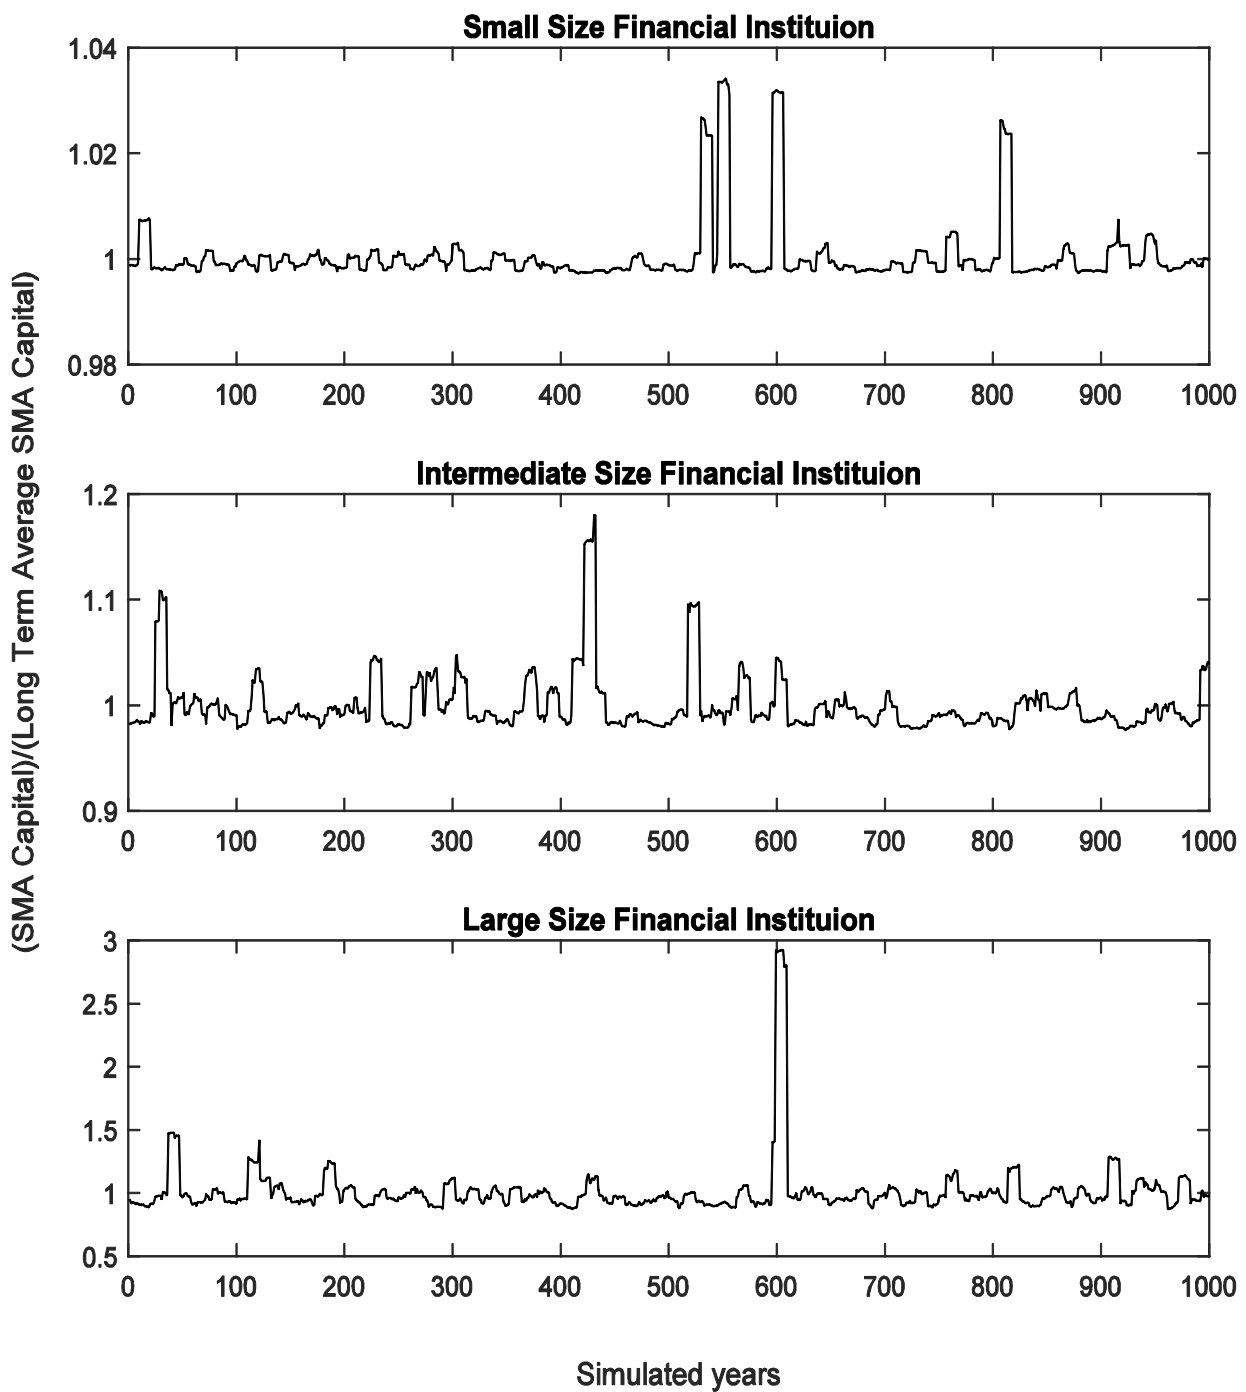 Small Size Financial Instituion
1.04
1.02
1
0.98
0 100 200 300 400 500 600 700 800 900 1000
Intermediate Size Financial Instituion
1.2
1.1
1
0.9
0 100 200 300 400 500 600 700 800 900 1000
(SMA Capital)/(Long Term Average SMA Capital)
Large Size Financial Instituion
3
2.5
2
1.5
1
0.5
0 100 200 300 400 500 600 700 800 900 1000
Simulated years